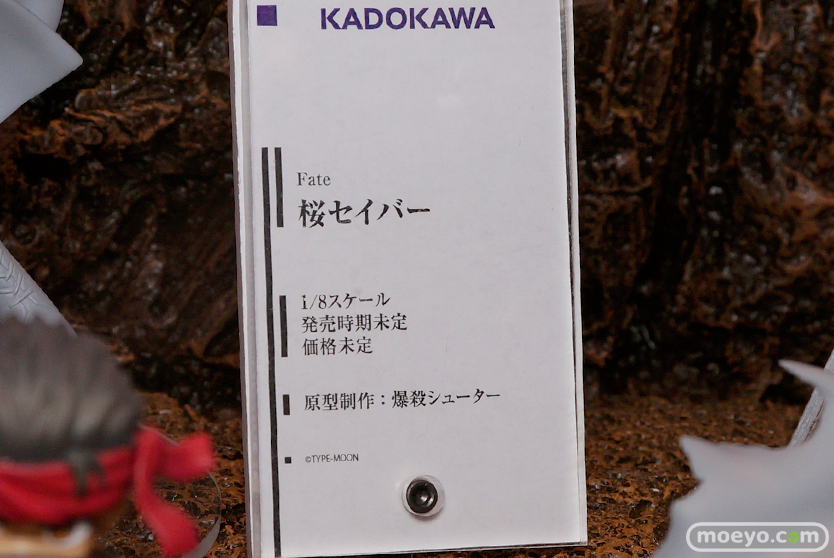 KADOKAWA
Fate
桜セイバー
1/8スケール
発売時期未定
価格未定
原型制作：爆殺シューター
©TYPE-MOON
moeyo.com